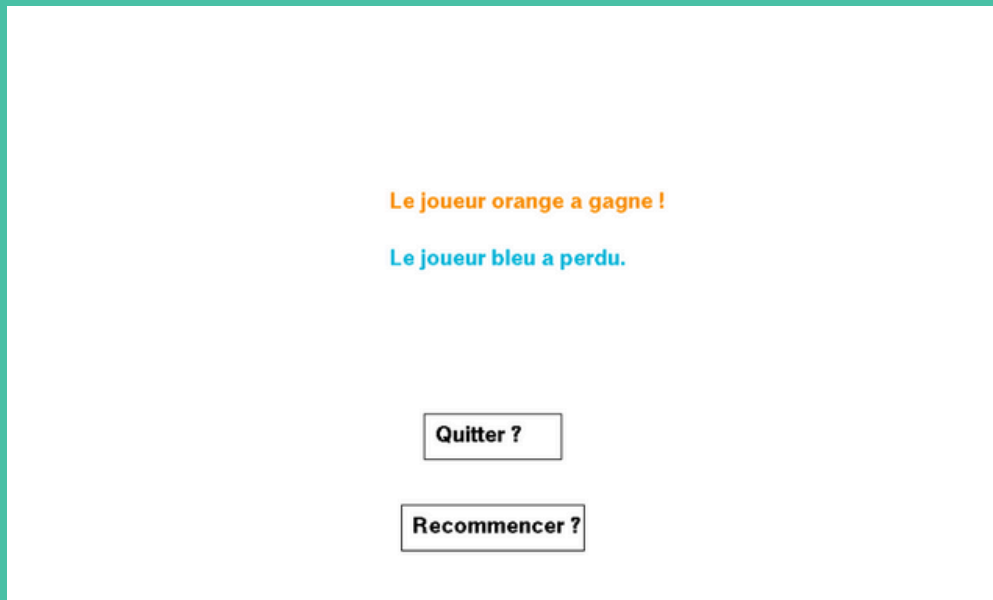 Le joueur orange a gagne !
Le joueur bleu a perdu.
Quitter ?
Recommencer ?